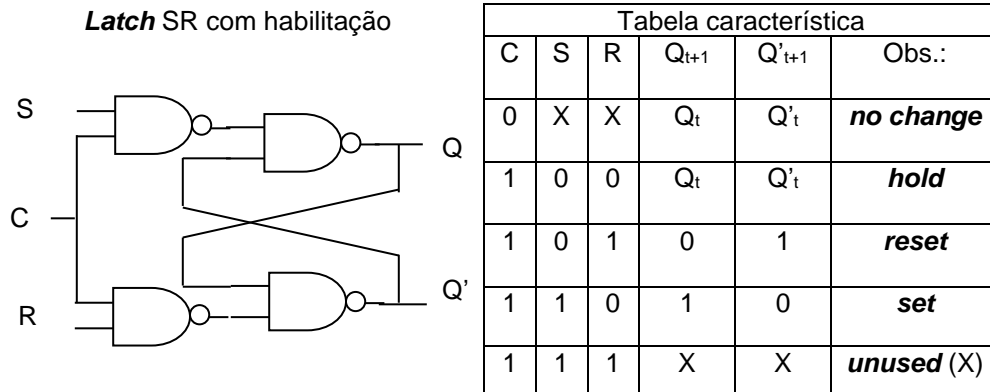 Latch SR com habilitação
S
C
R
Q
Q'
Tabela característica
C S R Qt+1 Q’t+1 Obs.:
0 X X Qt Q’t no change
1 0 0 Qt Q’t hold
1 0 1 0 1 reset
1 1 0 1 0 set
1 1 1 X X unused (X)